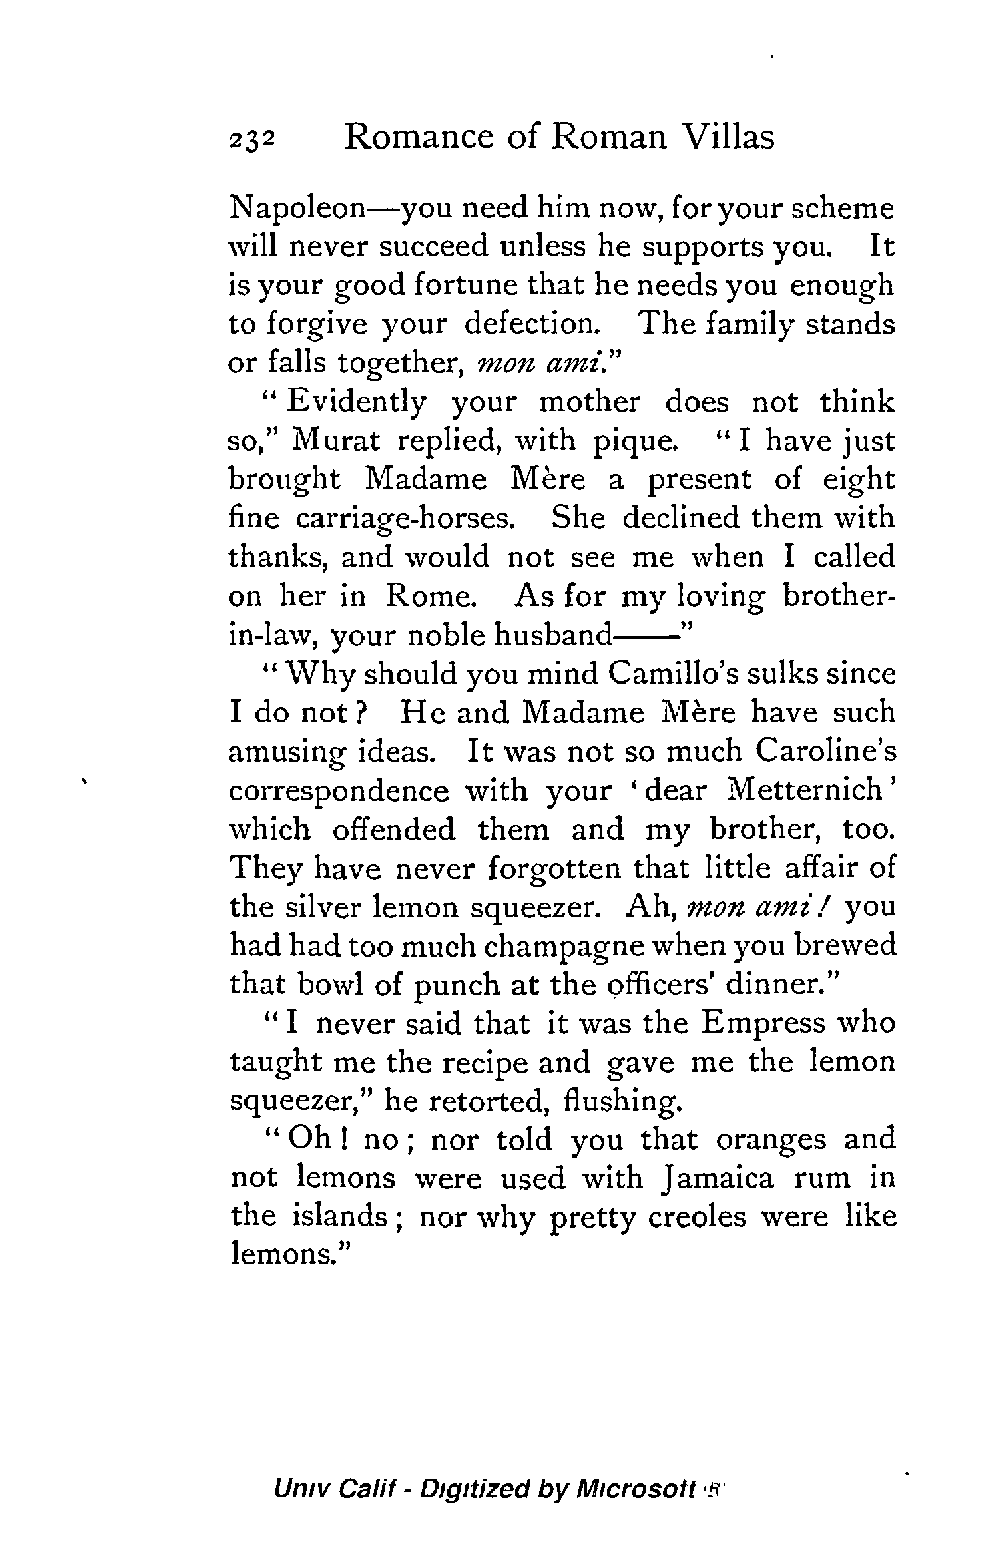 232 Romance of Roman Villas
Napoleon—you need him now, for your scheme
will never succeed unless he supports you. It
is your good fortune that he needs you enough
to forgive your defection. The family stands
or falls together, mon ami."
"Evidently your mother does not think
so," Murat replied, with pique. "I have just
brought Madame Mère a present of eight
fine carriage-horses. She declined them with
thanks, and would not see me when I called
on her in Rome. As for my loving brother-
in-law, your noble husband——"
"Why should you mind Camillo's sulks since
I do not? He and Madame Mère have such
amusing ideas. It was not so much Caroline's
correspondence with your 'dear Metternich'
which offended them and my brother, too.
They have never forgotten that little affair of
the silver lemon squeezer. Ah, mon ami! you
had had too much champagne when you brewed
that bowl of punch at the officers' dinner."
"I never said that it was the Empress who
taught me the recipe and gave me the lemon
squeezer," he retorted, flushing.
"Oh! no; nor told you that oranges and
not lemons were used with Jamaica rum in
the islands; nor why pretty creoles were like
lemons."
Univ Calif - Digitized by Microsoft ®